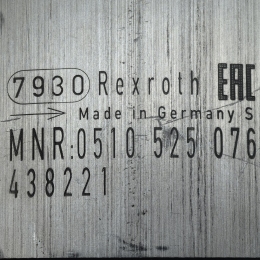 7930 Rexroth EAC
Made in Germany S
MNR:0510 525 076
438221